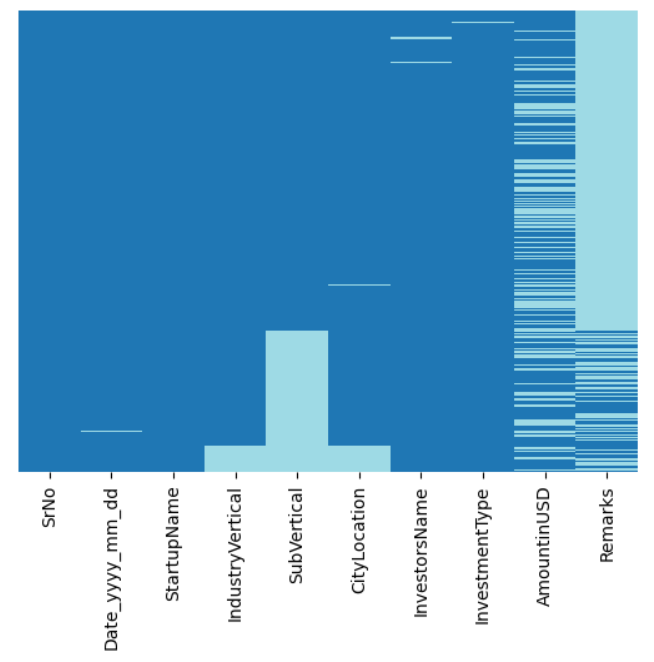 SrNo
Date_yyyy_mm_dd
StartupName
IndustryVertical
SubVertical
CityLocation
InvestorsName
InvestmentType
AmountinUSD
Remarks